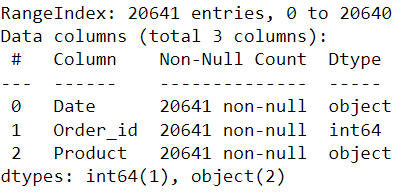 RangeIndex: 20641 entries, 0 to 20640
Data columns (total 3 columns):
 #   Column    Non-Null Count  Dtype
---  ------    --------------  -----
 0   Date      20641 non-null  object
 1   Order_id  20641 non-null  int64
 2   Product   20641 non-null  object
dtypes: int64(1), object(2)